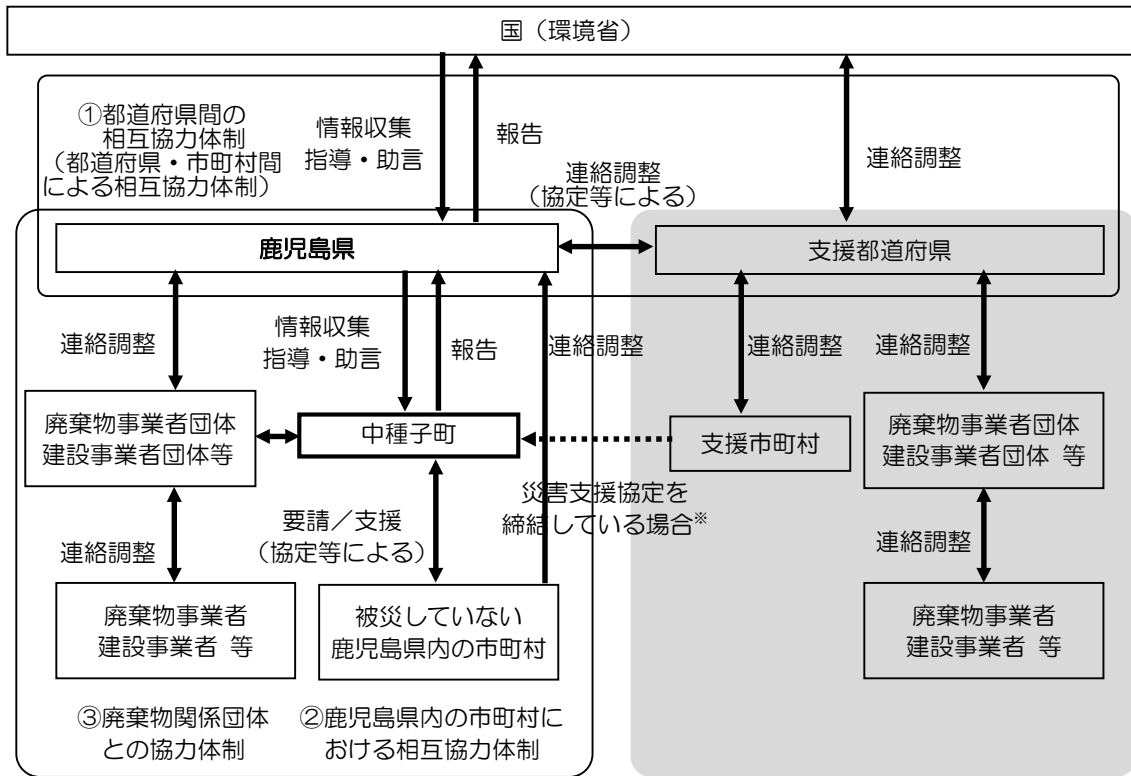 国（環境省）
①都道府県間の
相互協力体制
（都道府県・市町村間
による相互協力体制）
情報収集
指導・助言
報告
連絡調整
（協定等による）
連絡調整
鹿児島県
支援都道府県
連絡調整
情報収集
指導・助言
報告
連絡調整
連絡調整
連絡調整
廃棄物事業者団体
建設事業者団体等
中種子町
支援市町村
廃棄物事業者団体
建設事業者団体 等
連絡調整
要請／支援
（協定等による）
災害支援協定を
締結している場合※
連絡調整
廃棄物事業者
建設事業者 等
被災していない
鹿児島県内の市町村
廃棄物事業者
建設事業者 等
③廃棄物関係団体
との協力体制
②鹿児島県内の市町村に
おける相互協力体制